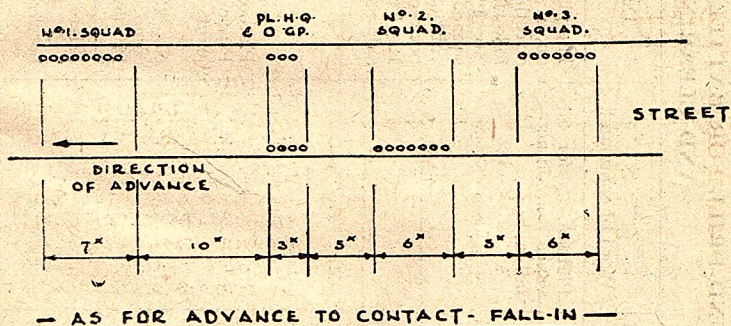 Nº.1. SQUAD
PL. H.Q.
& O GP.
Nº. 2.
SQUAD.
Nº. 3.
SQUAD.
STREET
DIRECTION
OF ADVANCE
7ˣ 10ˣ 3ˣ 5ˣ 6ˣ 5ˣ 6ˣ
— AS FOR ADVANCE TO CONTACT - FALL-IN —